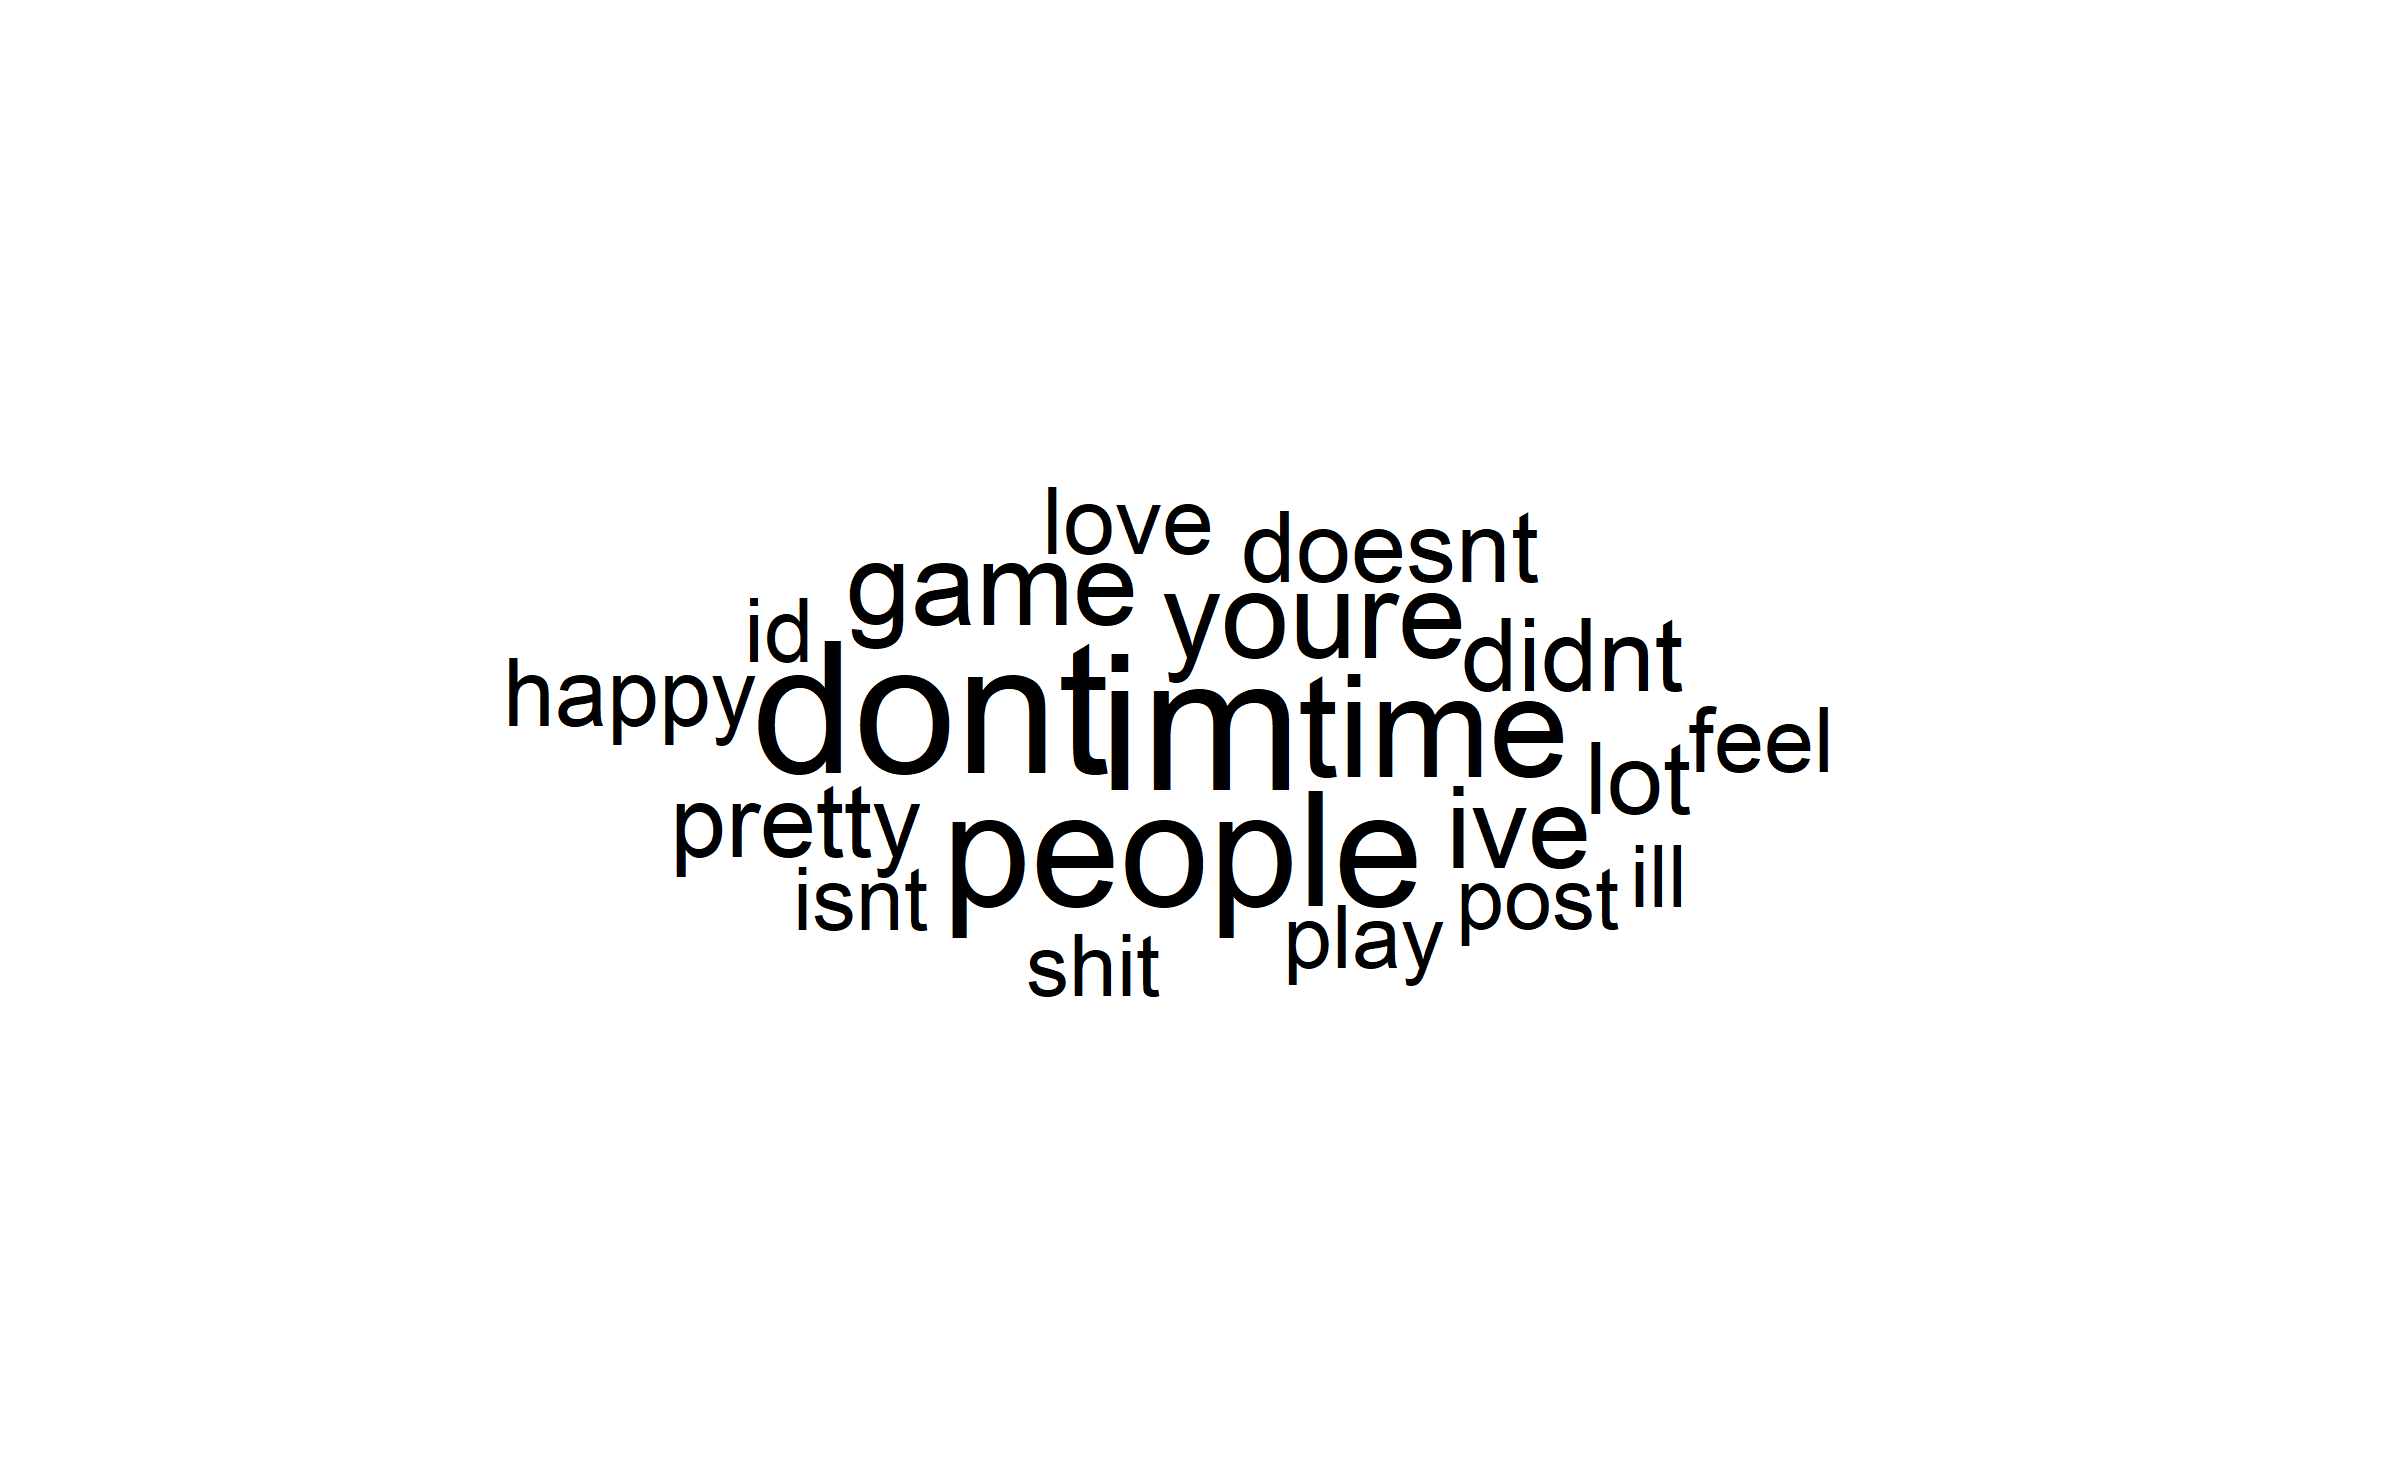 love
doesnt
game
youre
id
didnt
happy
dont
im
time
feel
lot
pretty
people
ive
ill
isnt
post
play
shit